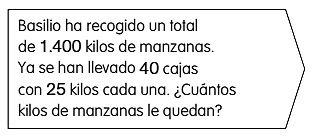 Basilio ha recogido un total
de 1.400 kilos de manzanas.
Ya se han llevado 40 cajas
con 25 kilos cada una. ¿Cuántos
kilos de manzanas le quedan?